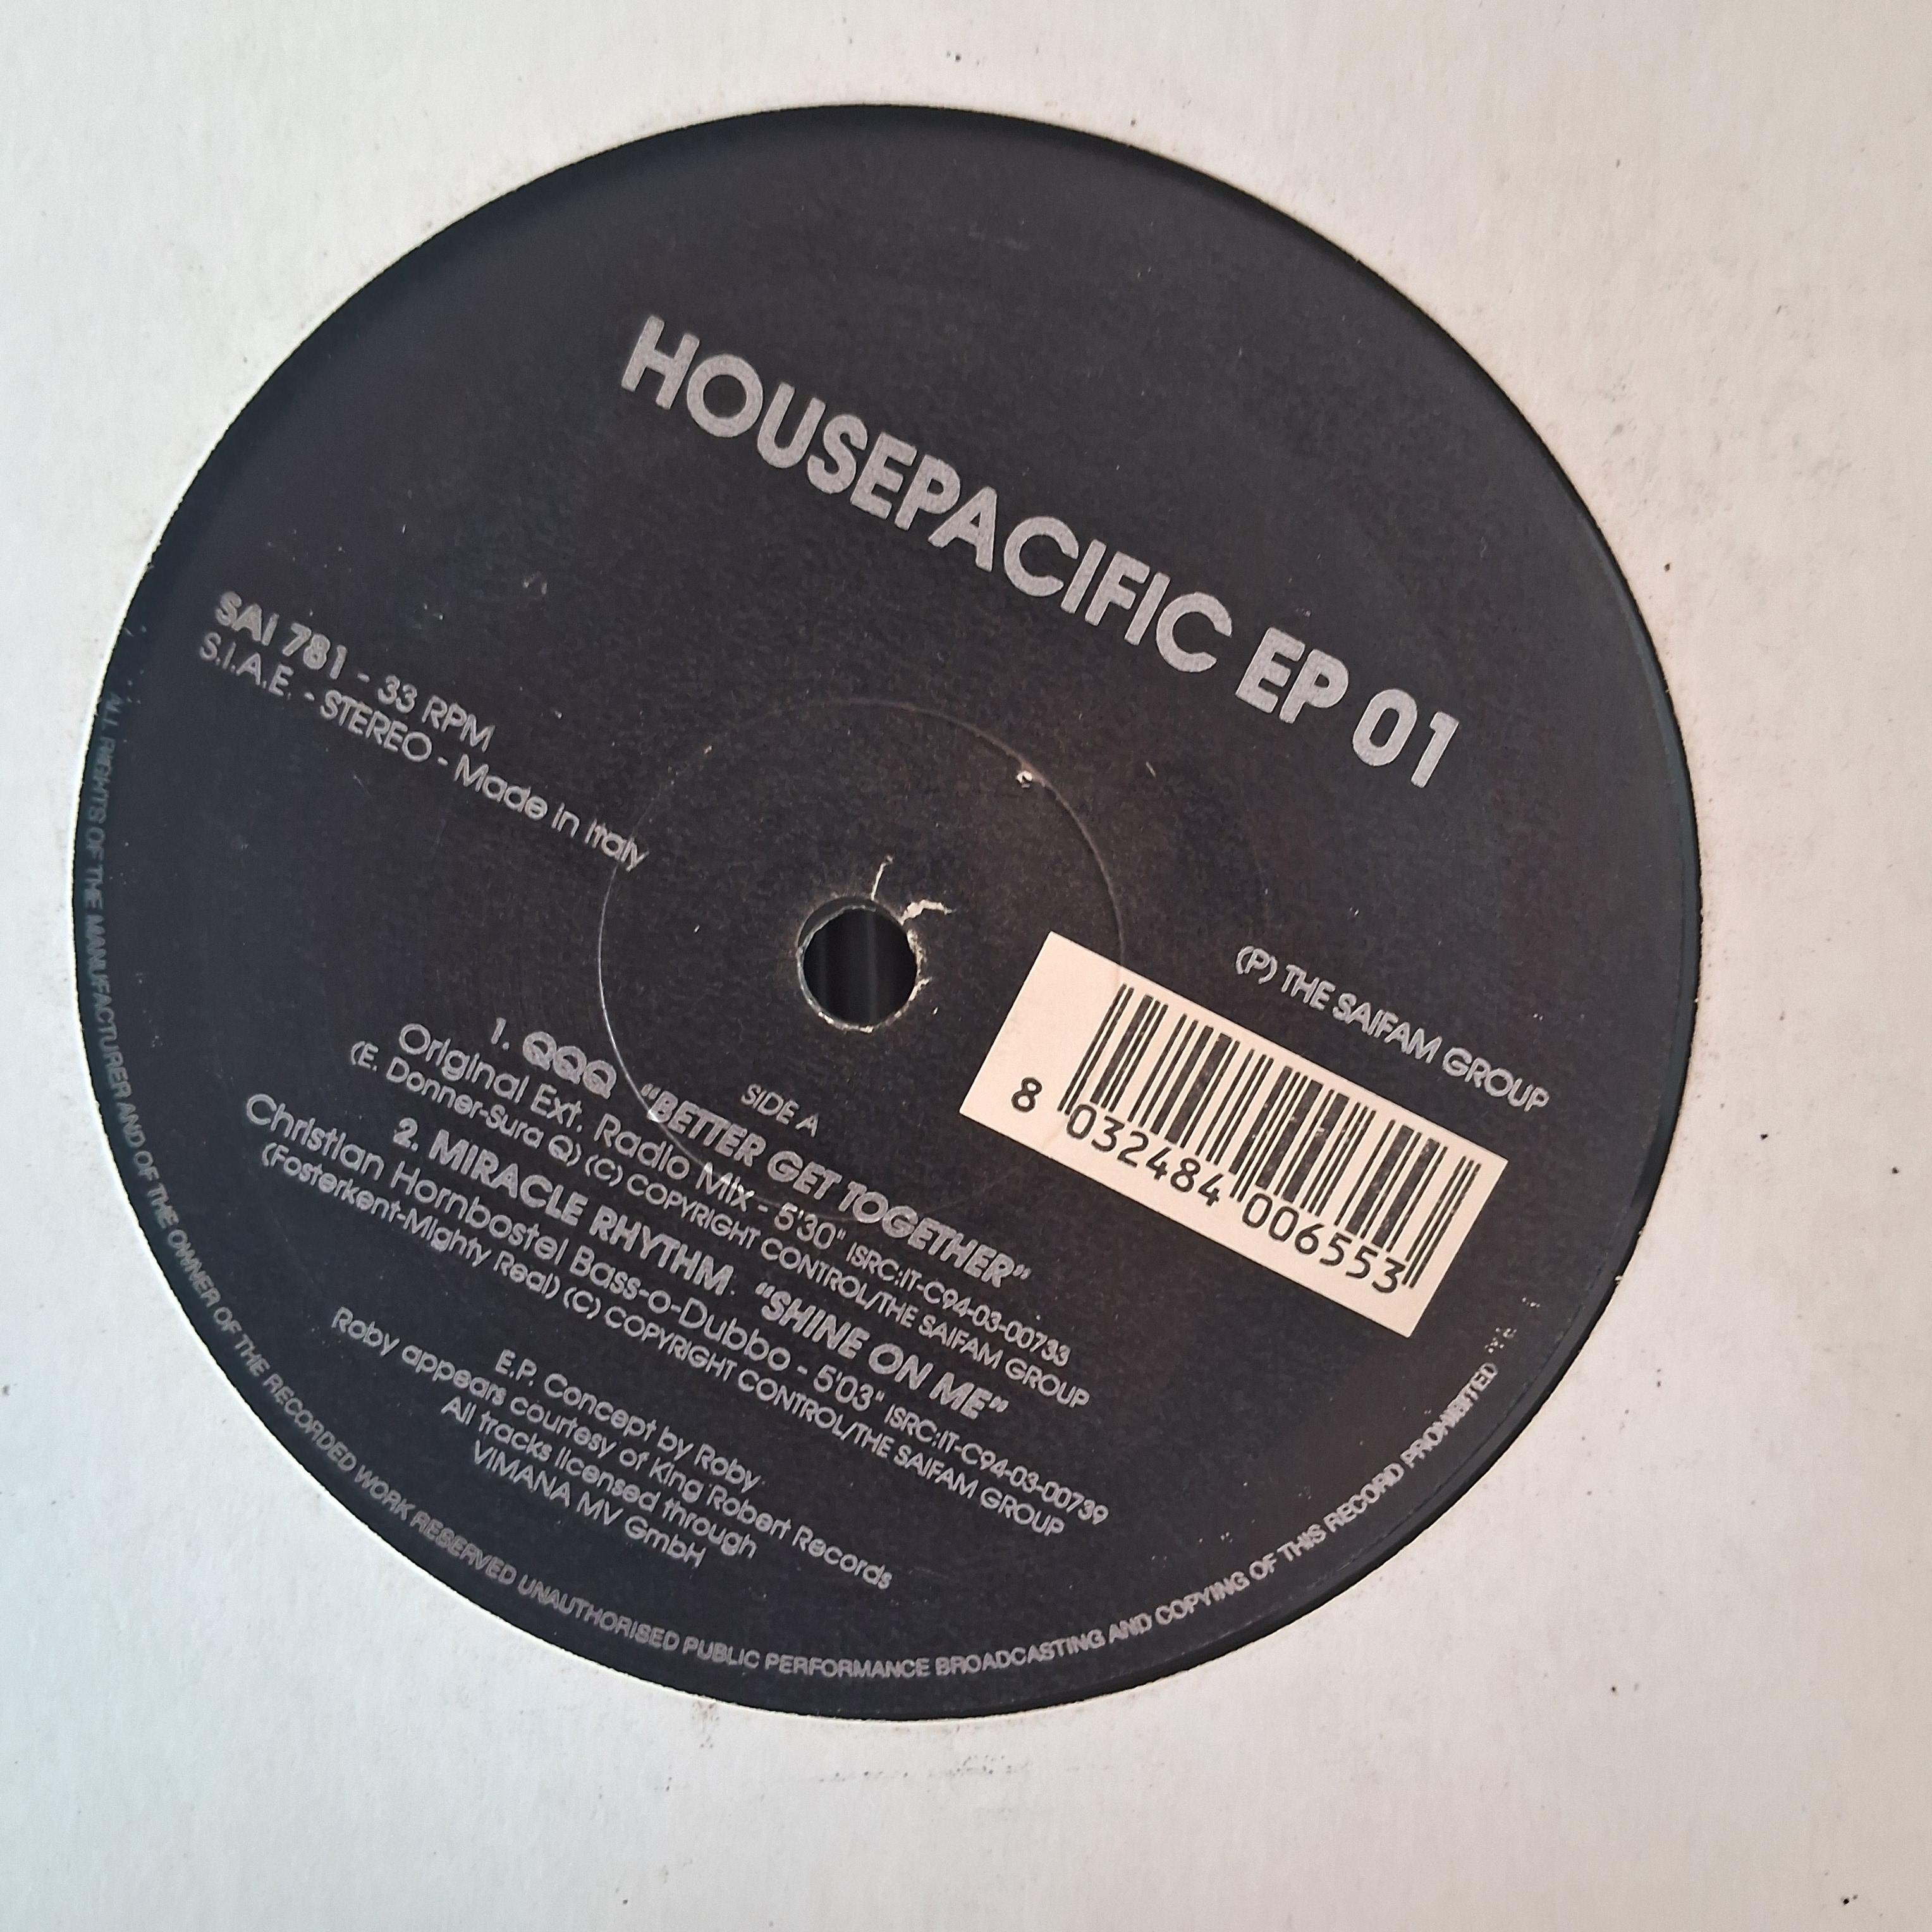 HOUSEPACIFIC EP 01
SAI 781 - 33 RPM
S.I.A.E. - STEREO - Made in Italy
(P) THE SAIFAM GROUP
8 032484 006553
SIDE A
1. QQQ "BETTER GET TOGETHER"
Original Ext. Radio Mix - 5'30" ISRC:IT-C94-03-00733
(E. Donner-Sura Q) (C) COPYRIGHT CONTROL/THE SAIFAM GROUP
2. MIRACLE RHYTHM "SHINE ON ME"
Christian Hornbostel Bass-o-Dubbo - 5'03" ISRC:IT-C94-03-00739
(Fosterkent-Mighty Real) (C) COPYRIGHT CONTROL/THE SAIFAM GROUP
E.P. Concept by Roby
Roby appears courtesy of King Robert Records
All tracks licensed through
VIMANA MV GmbH
ALL RIGHTS OF THE MANUFACTURER AND OF THE OWNER OF THE RECORDED WORK RESERVED UNAUTHORISED PUBLIC PERFORMANCE BROADCASTING AND COPYING OF THIS RECORD PROHIBITED